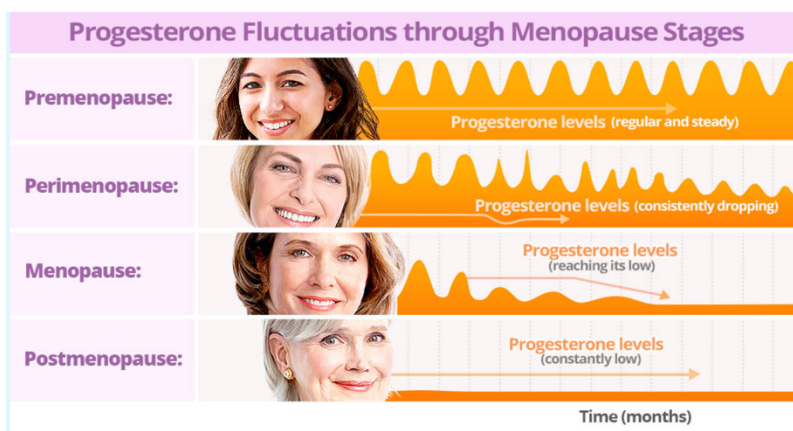 Progesterone Fluctuations through Menopause Stages
Premenopause:
Progesterone levels (regular and steady)
Perimenopause:
Progesterone levels (consistently dropping)
Menopause:
Progesterone levels
(reaching its low)
Postmenopause:
Progesterone levels
(constantly low)
Time (months)